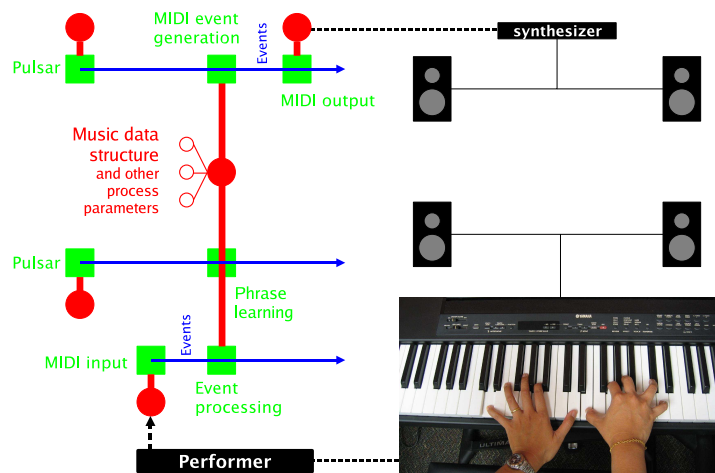 MIDI event
generation
Events
synthesizer
Pulsar
MIDI output
Music data
structure
and other
process
parameters
Pulsar
Phrase
learning
MIDI input
Events
Event
processing
Performer
YAMAHA